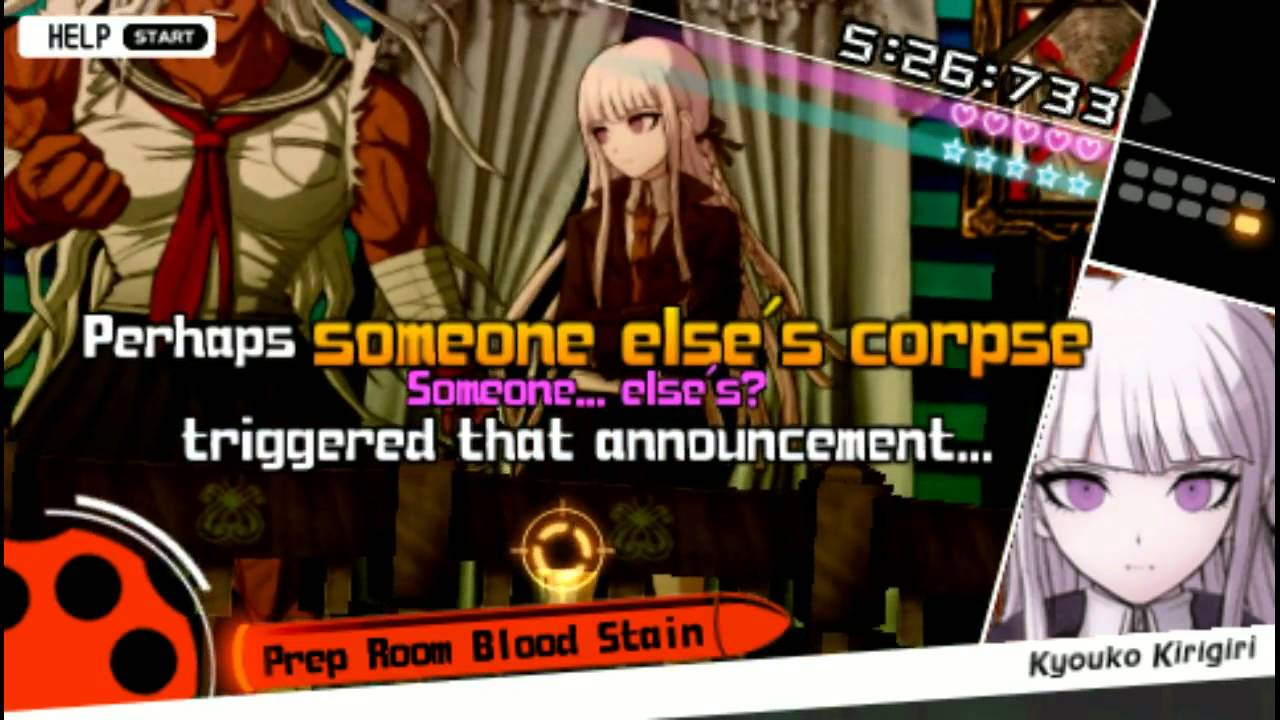 HELP START
5:26:733
Perhaps someone else's corpse
Someone... else's?
triggered that announcement...
Prep Room Blood Stain
Kyouko Kirigiri